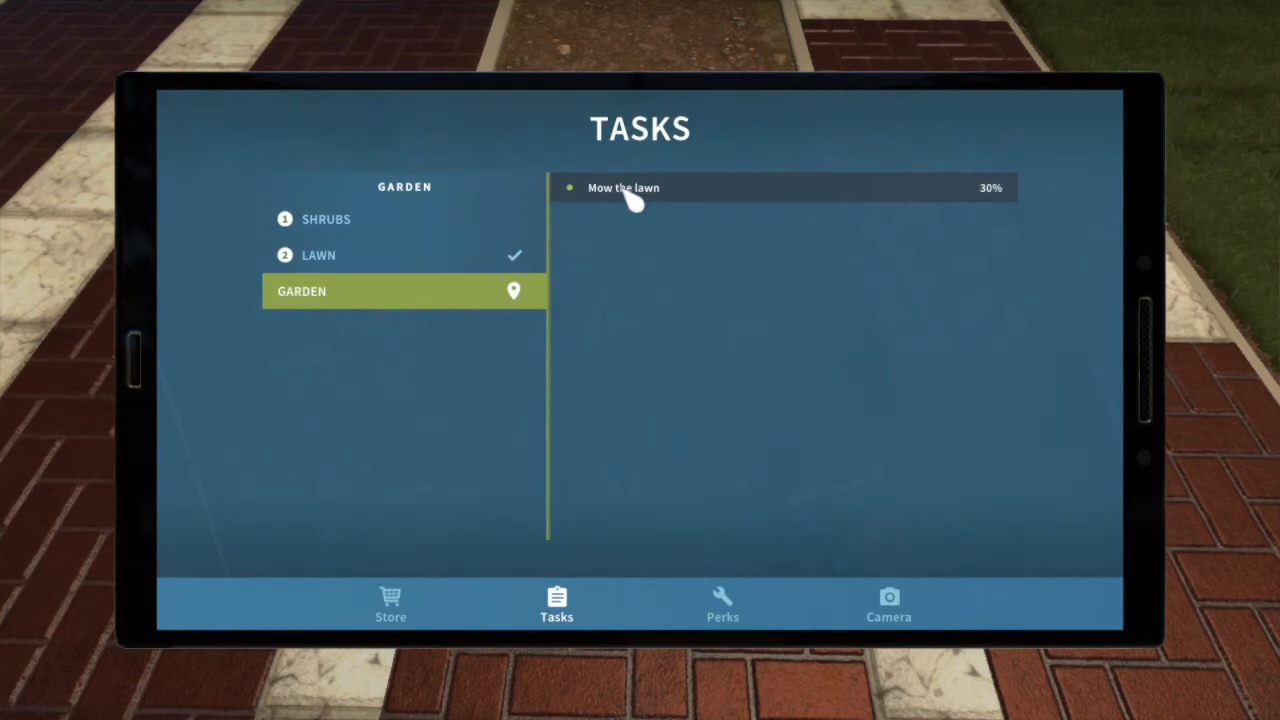 TASKS
GARDEN
1 SHRUBS
2 LAWN
GARDEN
Mow the lawn 30%
Store
Tasks
Perks
Camera